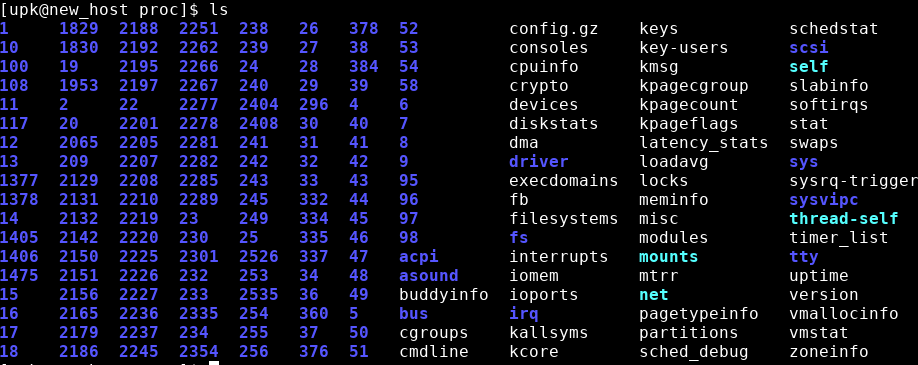 [upk@new_host proc]$ ls
1 1829 2188 2251 238 26 378 52 config.gz keys schedstat
10 1830 2192 2262 239 27 38 53 consoles key-users scsi
100 19 2195 2266 24 28 384 54 cpuinfo kmsg self
108 1953 2197 2267 240 29 39 58 crypto kpagecgroup slabinfo
11 2 22 2277 2404 296 4 6 devices kpagecount softirqs
117 20 2201 2278 2408 30 40 7 diskstats kpageflags stat
12 2065 2205 2281 241 31 41 8 dma latency_stats swaps
13 209 2207 2282 242 32 42 9 driver loadavg sys
1377 2129 2208 2285 243 33 43 95 execdomains locks sysrq-trigger
1378 2131 2210 2289 245 332 44 96 fb meminfo sysvipc
14 2132 2219 23 249 334 45 97 filesystems misc thread-self
1405 2142 2220 230 25 335 46 98 fs modules timer_list
1406 2150 2225 2301 2526 337 47 acpi interrupts mounts tty
1475 2151 2226 232 253 34 48 asound iomem mtrr uptime
15 2156 2227 233 2535 36 49 buddyinfo ioports net version
16 2165 2236 2335 254 360 5 bus irq pagetypeinfo vmallocinfo
17 2179 2237 234 255 37 50 cgroups kallsyms partitions vmstat
18 2186 2245 2354 256 376 51 cmdline kcore sched_debug zoneinfo